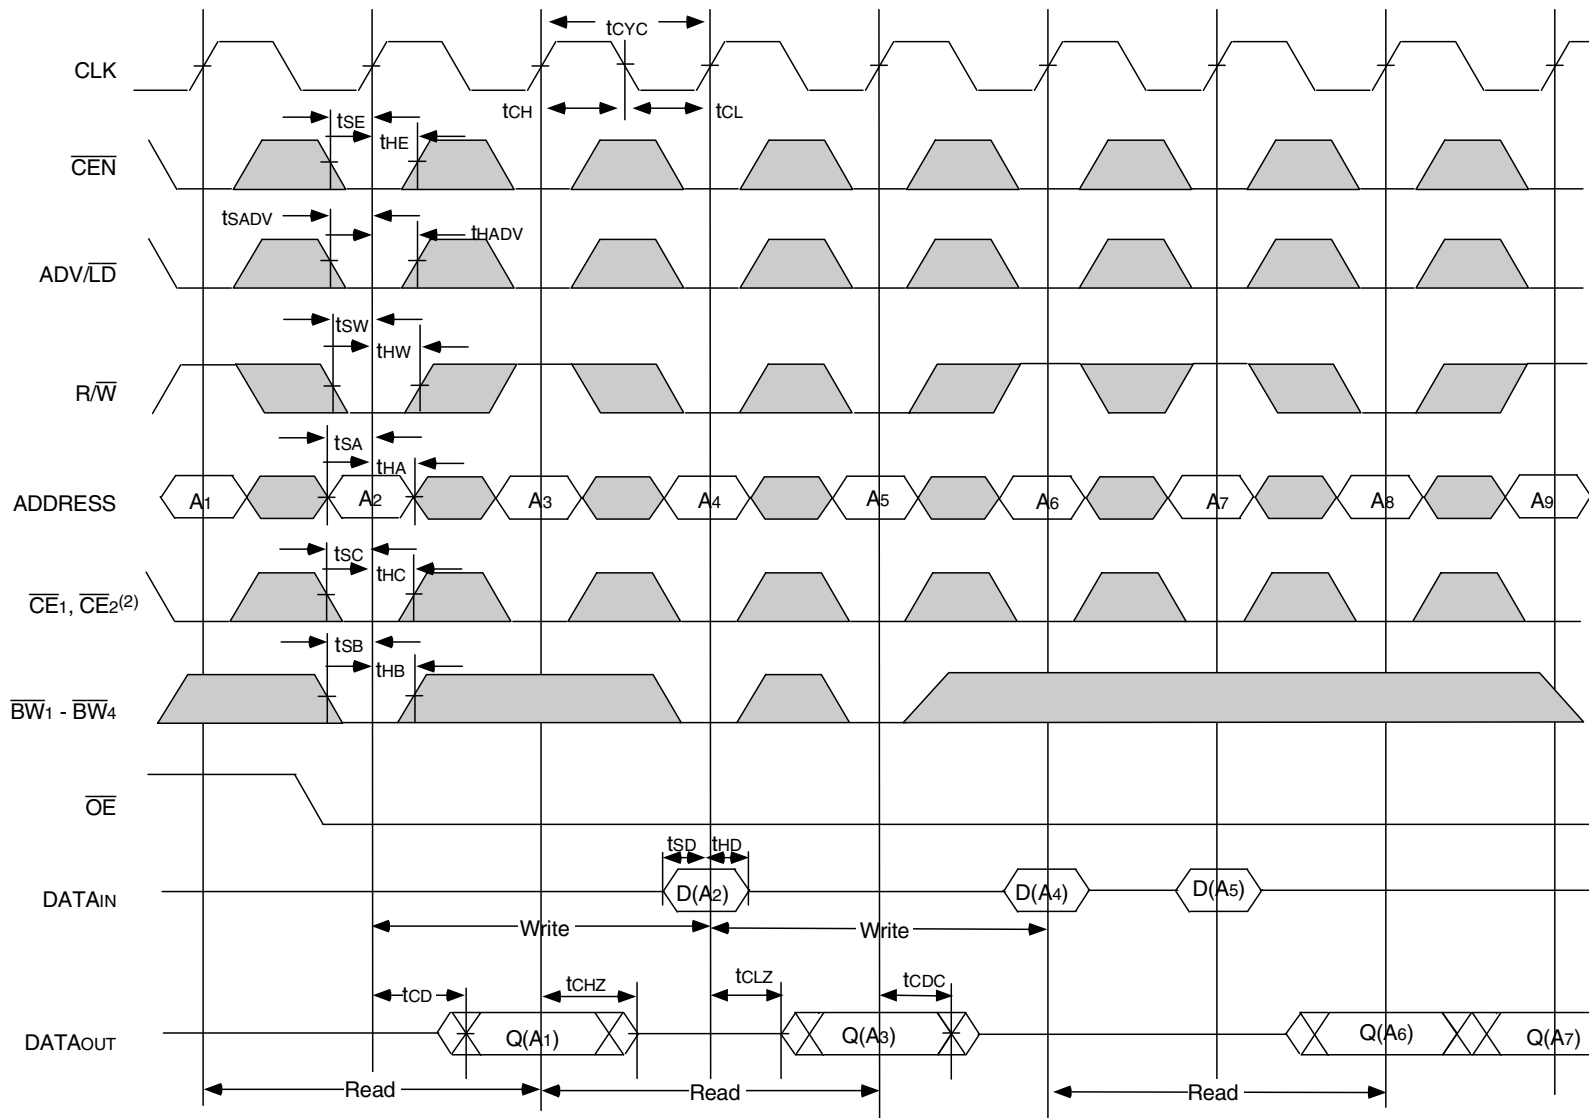 tCYC
CLK
tCH
tCL
tSE
tHE
CEN
tSADV
tHADV
ADV/LD
tSW
tHW
R/W
tSA
tHA
ADDRESS
A1 A2 A3 A4 A5 A6 A7 A8 A9
tSC
tHC
CE1, CE2(2)
tSB
tHB
BW1 - BW4
OE
tSD tHD
DATAIN
D(A2) D(A4) D(A5)
Write Write
tCD tCHZ tCLZ tCDC
DATAOUT
Q(A1) Q(A3) Q(A6) Q(A7)
Read Read Read